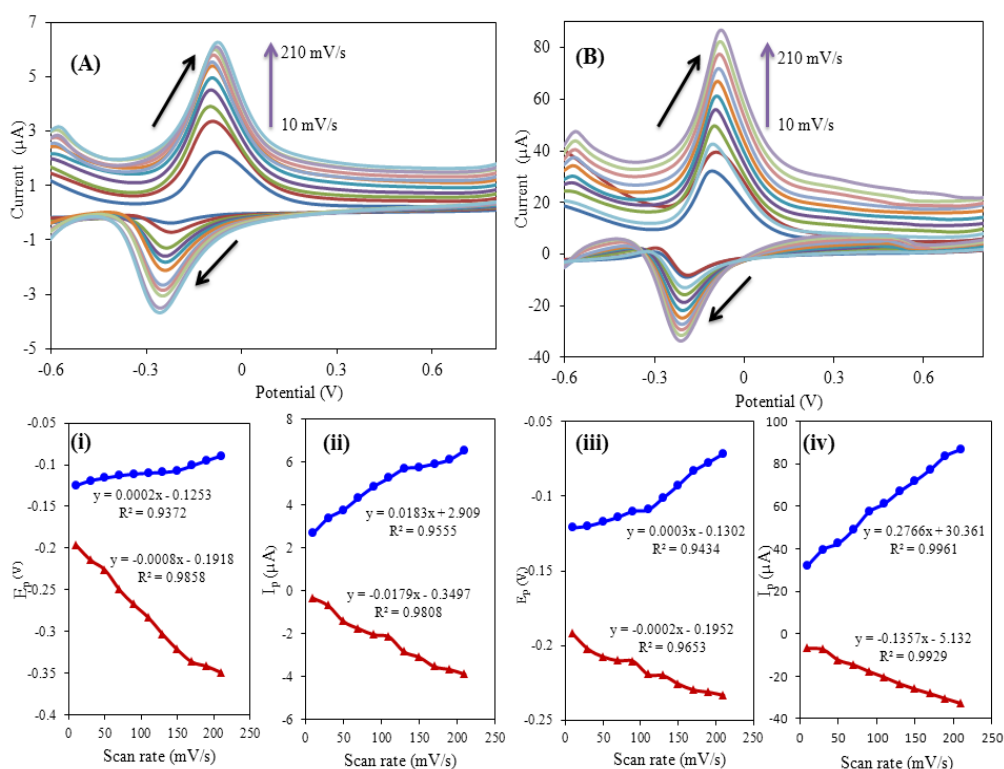 (A)
210 mV/s
10 mV/s
Current (µA)
7
5
3
1
-1
-3
-5
-0.6
-0.3
0
0.3
0.6
Potential (V)
(B)
210 mV/s
10 mV/s
Current (µA)
80
60
40
20
0
-20
-40
-0.6
-0.3
0
0.3
0.6
Potential (V)
(i)
-0.05
-0.1
-0.15
-0.2
-0.25
-0.3
-0.35
-0.4
Ep (V)
y = 0.0002x - 0.1253
R² = 0.9372
y = -0.0008x - 0.1918
R² = 0.9858
0 50 100 150 200 250
Scan rate (mV/s)
(ii)
8
6
4
2
0
-2
-4
-6
Ip (µA)
y = 0.0183x + 2.909
R² = 0.9555
y = -0.0179x - 0.3497
R² = 0.9808
0 50 100 150 200 250
Scan rate (mV/s)
(iii)
-0.05
-0.1
-0.15
-0.2
-0.25
Ep (V)
y = 0.0003x - 0.1302
R² = 0.9434
y = -0.0002x - 0.1952
R² = 0.9653
0 50 100 150 200 250
Scan rate (mV/s)
(iv)
100
80
60
40
20
0
-20
-40
Ip (µA)
y = 0.2766x + 30.361
R² = 0.9961
y = -0.1357x - 5.132
R² = 0.9929
0 50 100 150 200 250
Scan rate (mV/s)